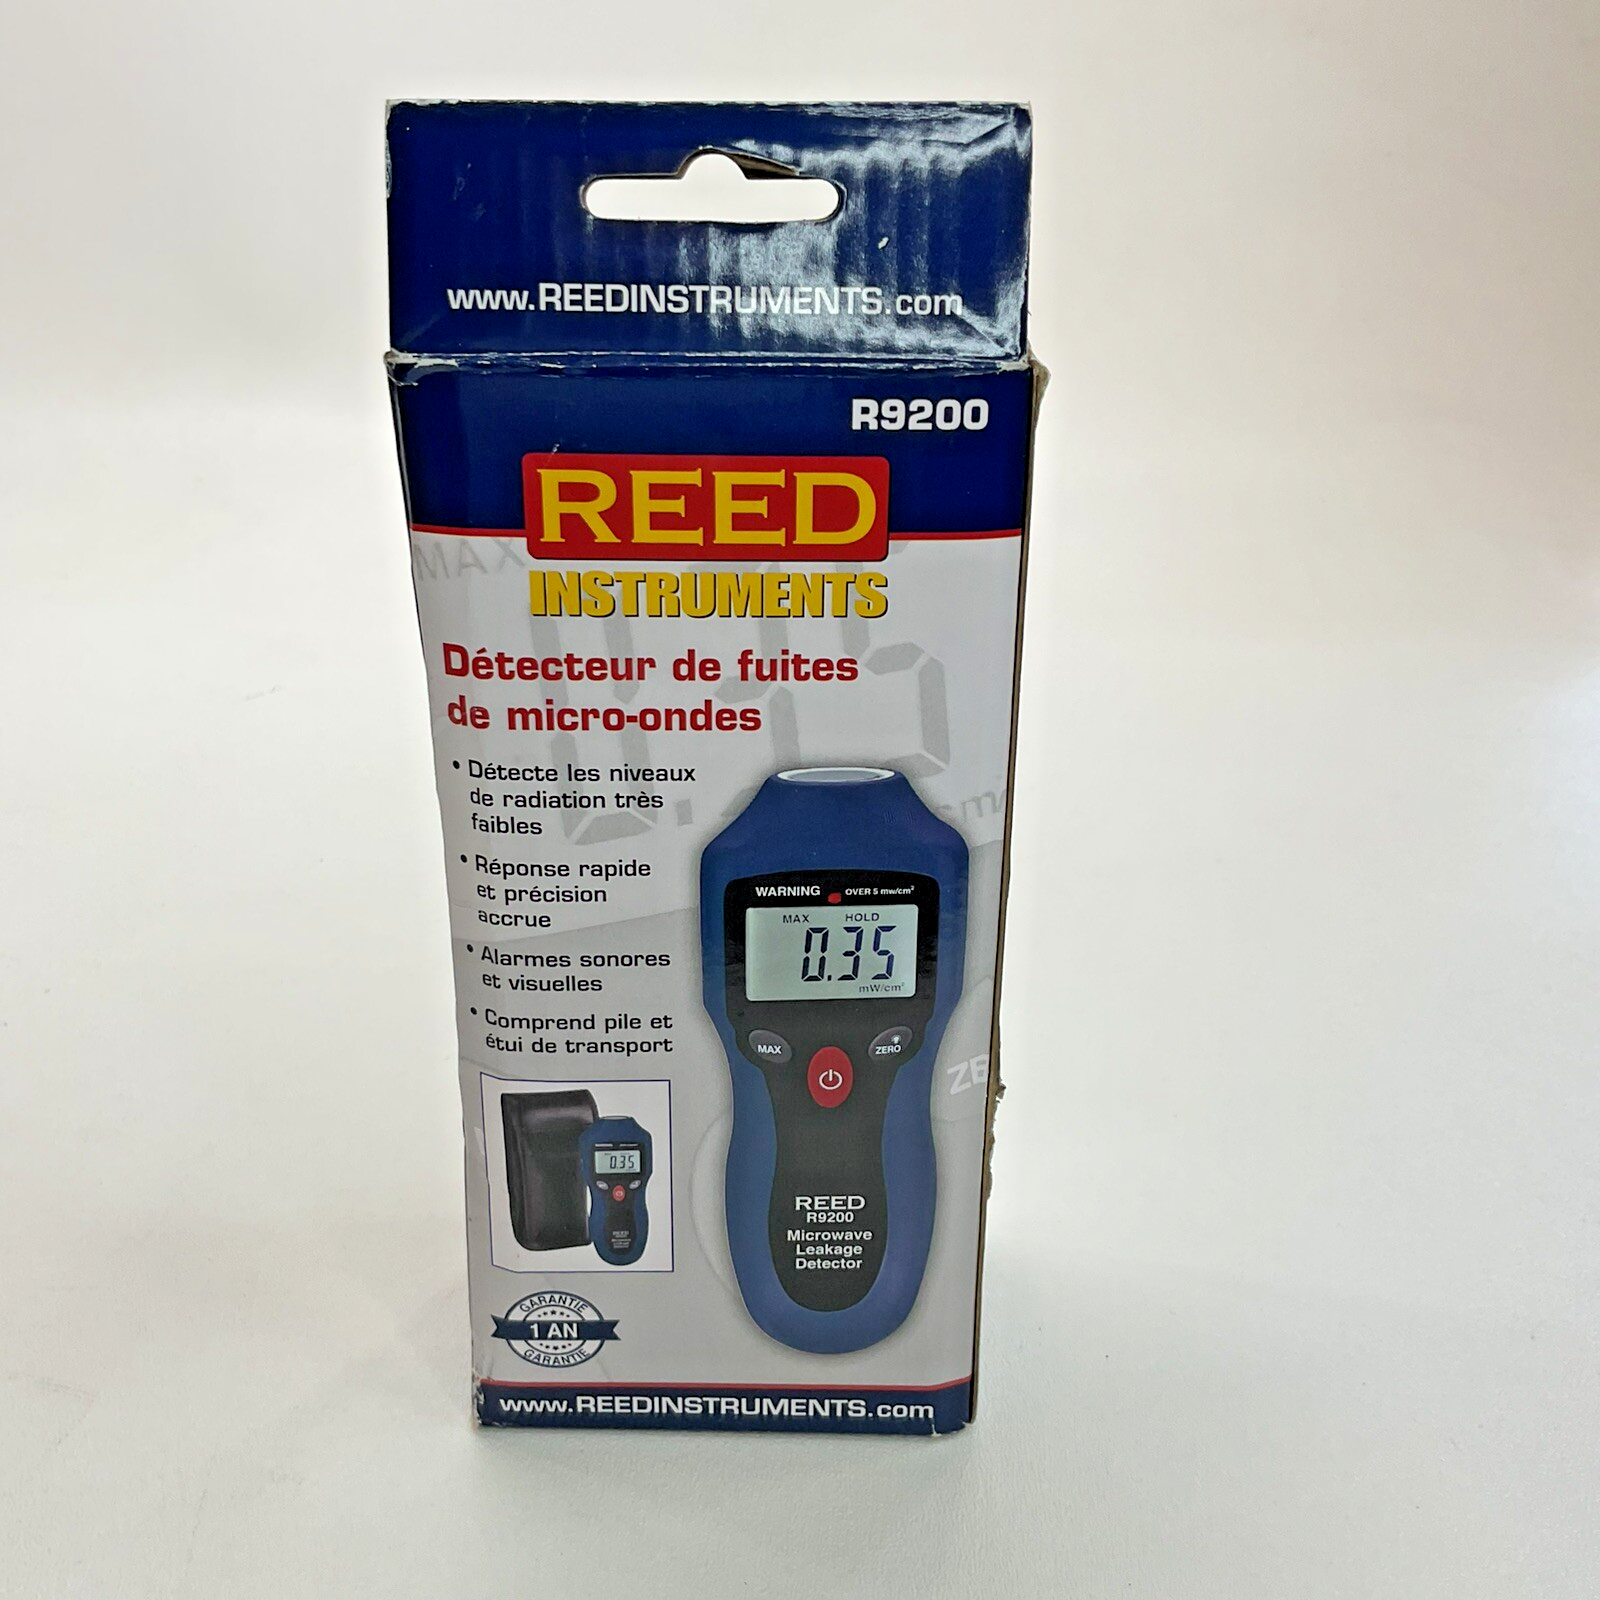 www.REEDINSTRUMENTS.com
R9200
REED
INSTRUMENTS
MAX
Détecteur de fuites
de micro-ondes
• Détecte les niveaux
de radiation très
faibles
• Réponse rapide
et précision
accrue
• Alarmes sonores
et visuelles
• Comprend pile et
étui de transport
WARNING OVER 5 mw/cm²
MAX HOLD
0.35
mW/cm²
MAX
ZERO
REED
R9200
Microwave
Leakage
Detector
0.35
GARANTIE
1 AN
GARANTIE
www.REEDINSTRUMENTS.com